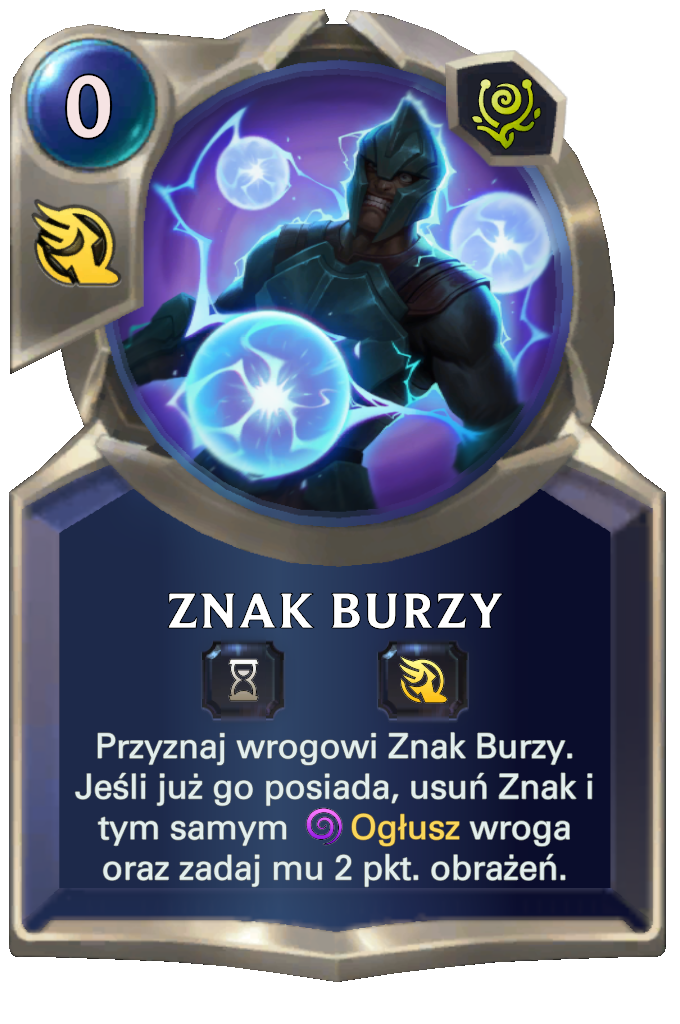 0
ZNAK BURZY
Przyznaj wrogowi Znak Burzy.
Jeśli już go posiada, usuń Znak i
tym samym Ogłusz wroga
oraz zadaj mu 2 pkt. obrażeń.